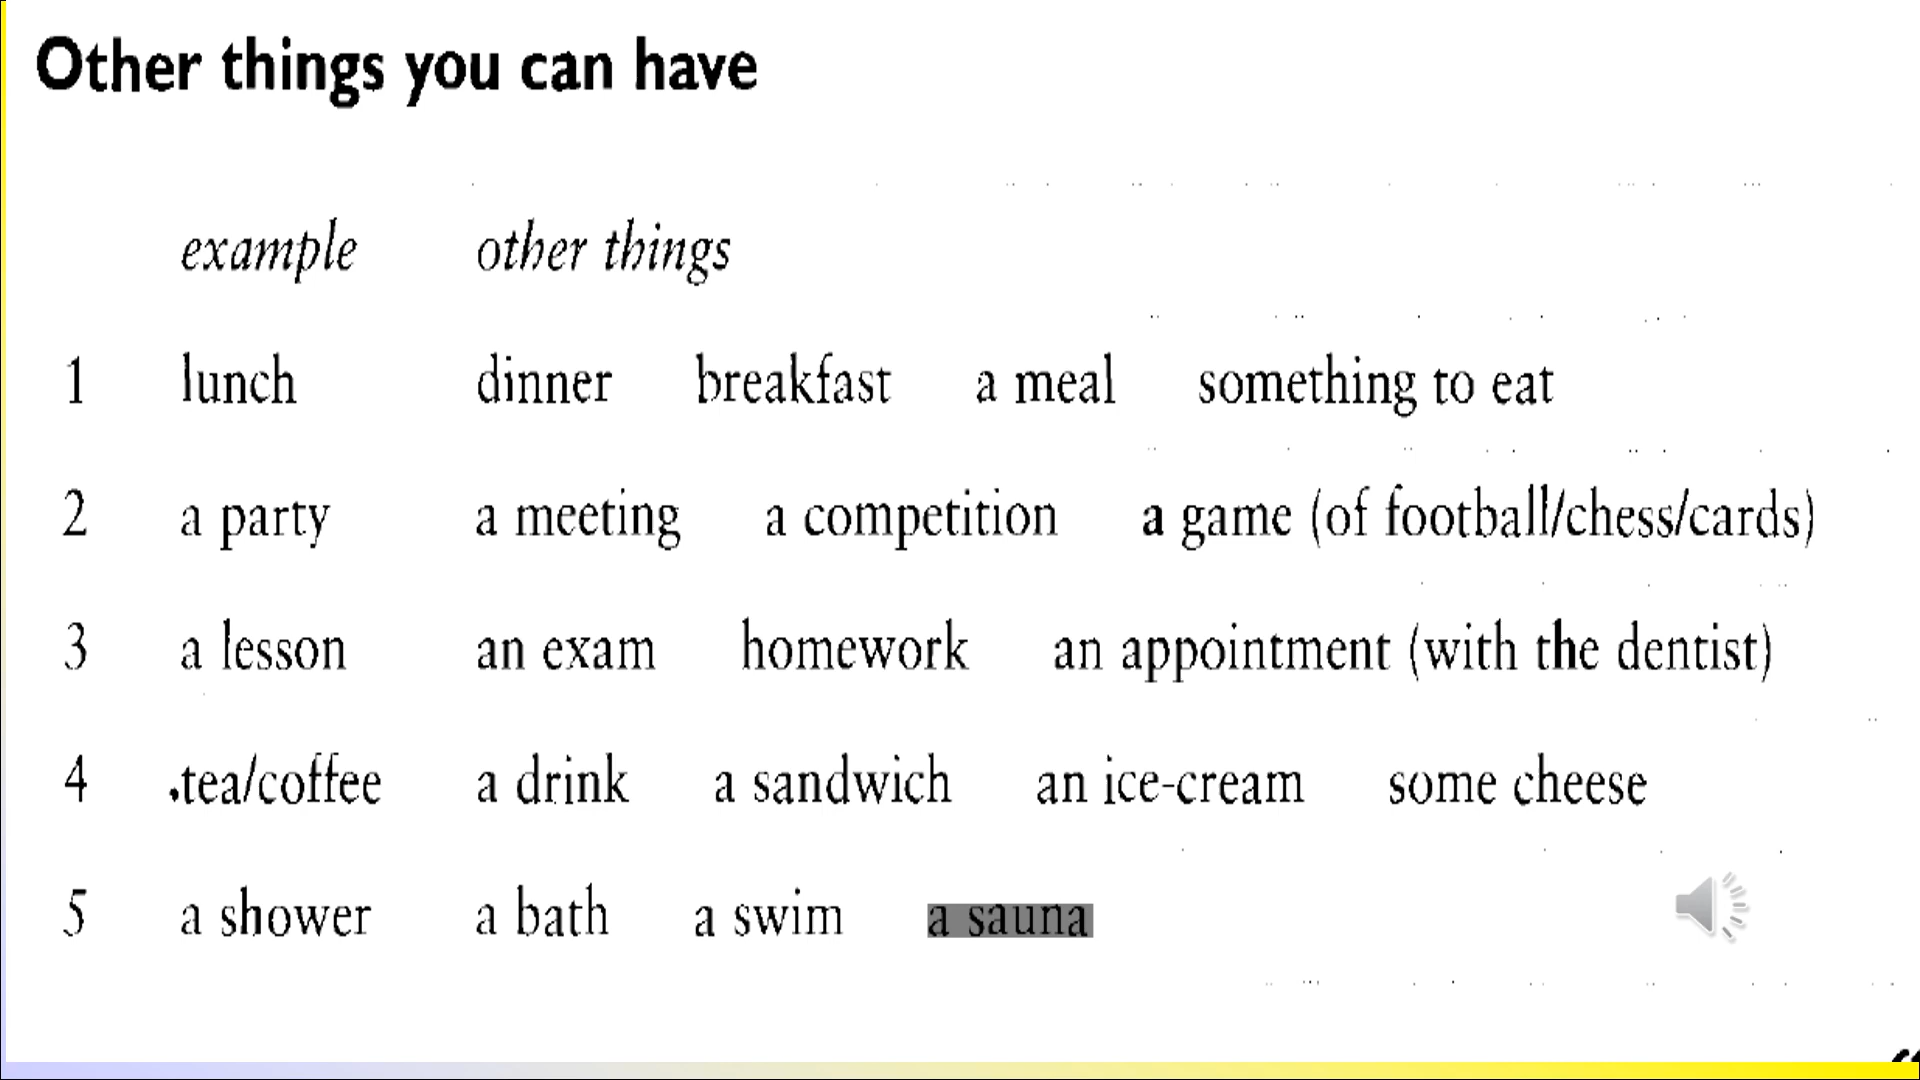 Other things you can have
example other things
1 lunch dinner breakfast a meal something to eat
2 a party a meeting a competition a game (of football/chess/cards)
3 a lesson an exam homework an appointment (with the dentist)
4 .tea/coffee a drink a sandwich an ice-cream some cheese
5 a shower a bath a swim a sauna